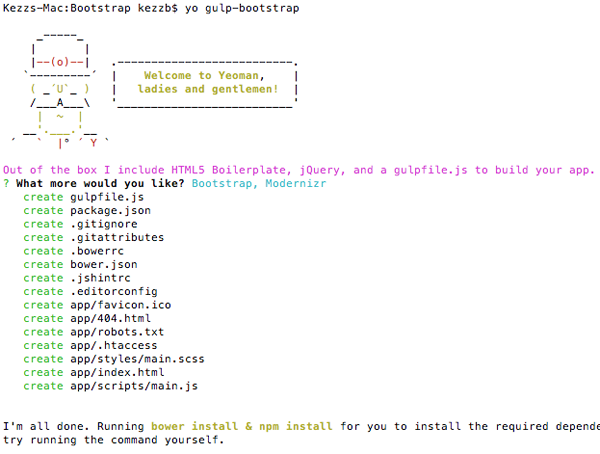 Kezzs-Mac:Bootstrap kezzb$ yo gulp-bootstrap
     _-----_
    |       |
    |--(o)--|   .--------------------------.
   `---------´  |    Welcome to Yeoman,    |
    ( _´U`_ )   |   ladies and gentlemen!  |
    /___A___\   '__________________________'
     |  ~  |
   __'.___.'__
 ´   `  |° ´ Y `
Out of the box I include HTML5 Boilerplate, jQuery, and a gulpfile.js to build your app.
? What more would you like? Bootstrap, Modernizr
create gulpfile.js
create package.json
create .gitignore
create .gitattributes
create .bowerrc
create bower.json
create .jshintrc
create .editorconfig
create app/favicon.ico
create app/404.html
create app/robots.txt
create app/.htaccess
create app/styles/main.scss
create app/index.html
create app/scripts/main.js
I'm all done. Running bower install & npm install for you to install the required depende
try running the command yourself.